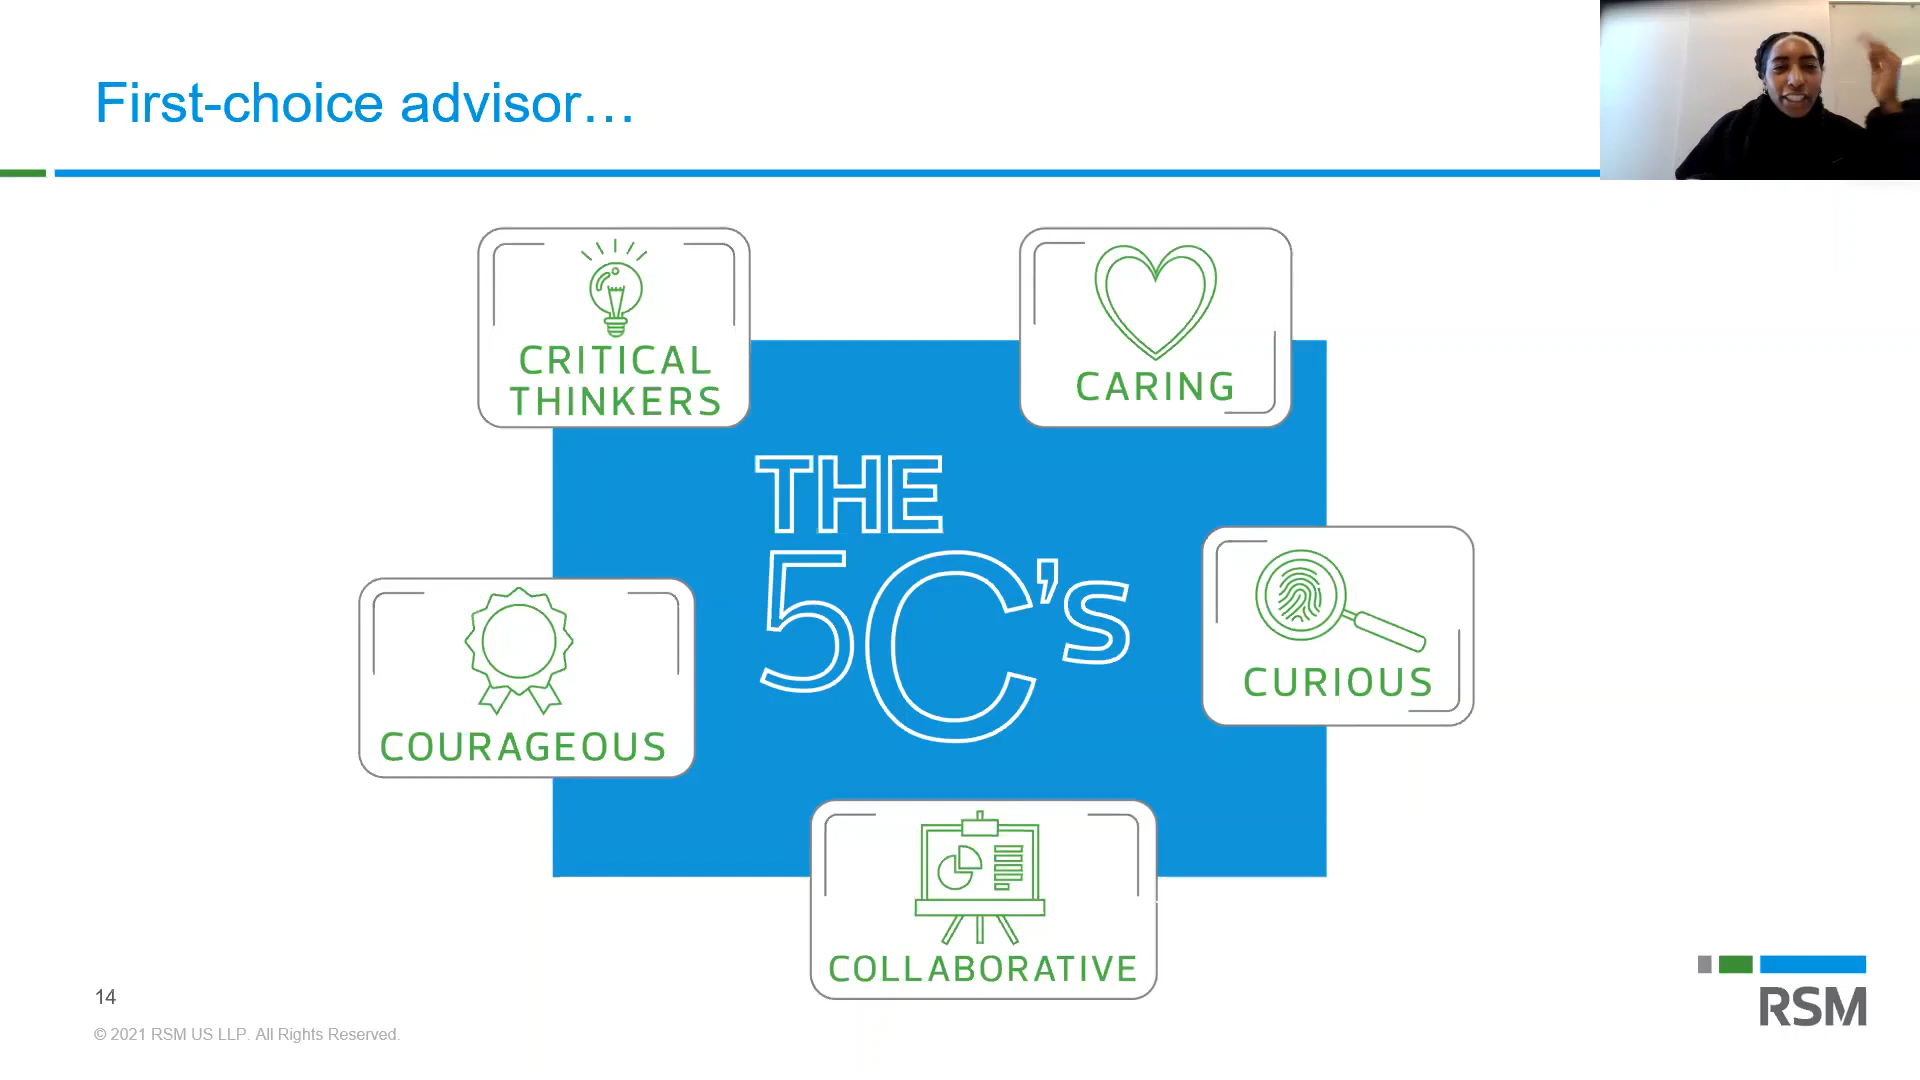 First-choice advisor…
CRITICAL
THINKERS
CARING
THE
5C's
CURIOUS
COURAGEOUS
COLLABORATIVE
14
© 2021 RSM US LLP. All Rights Reserved.
RSM